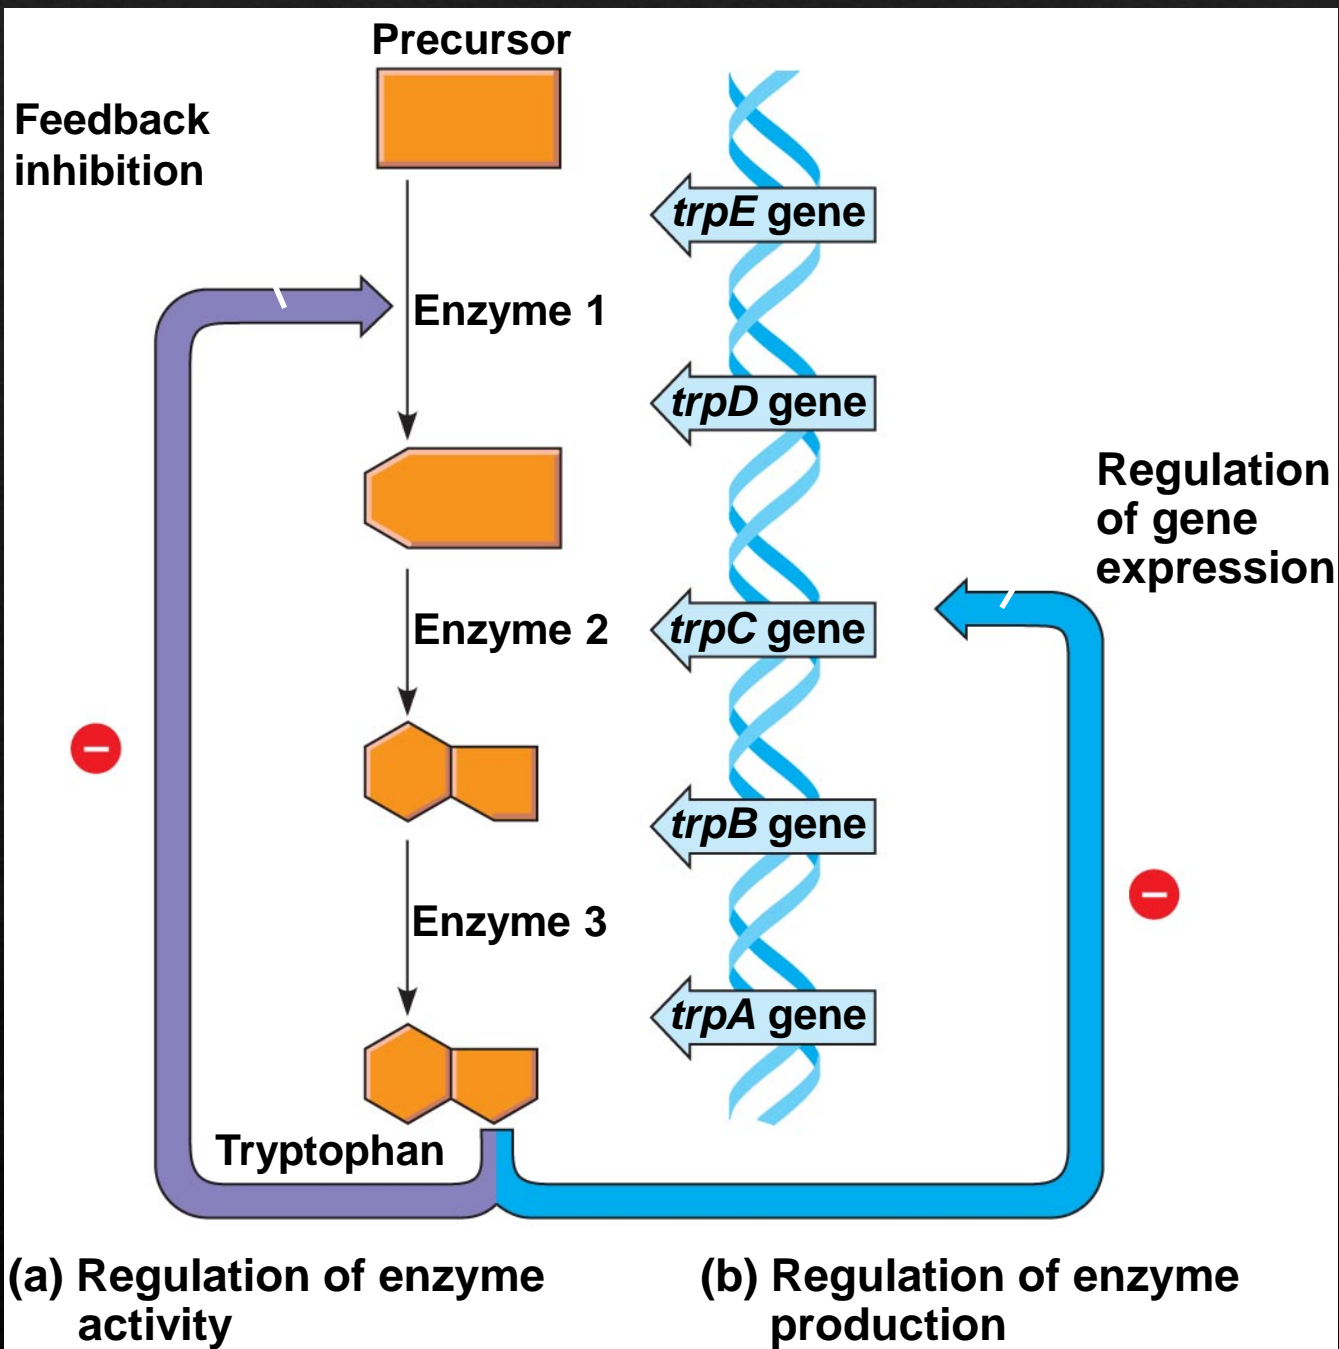 Precursor
Feedback
inhibition
trpE gene
Enzyme 1
trpD gene
Regulation
of gene
expression
Enzyme 2
trpC gene
−
trpB gene
−
Enzyme 3
trpA gene
Tryptophan
(a) Regulation of enzyme
activity
(b) Regulation of enzyme
production